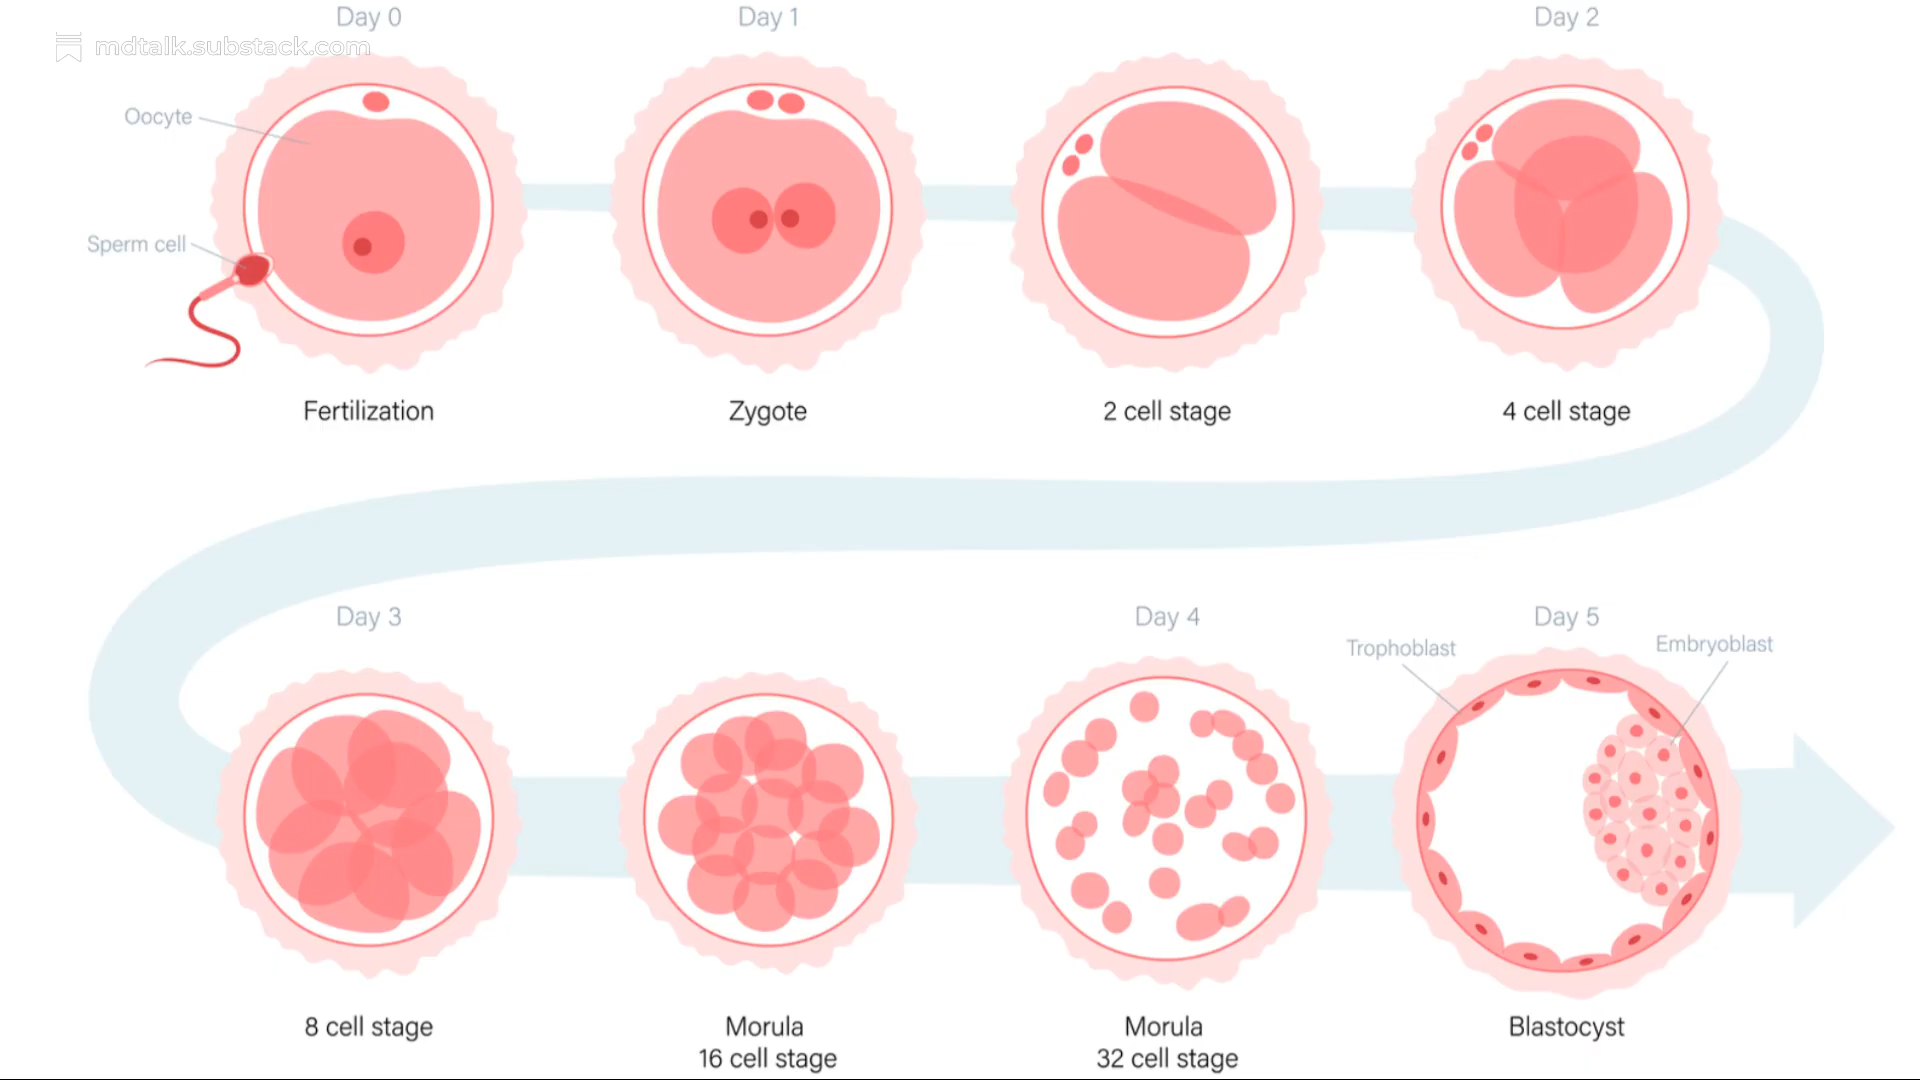 Day 0
Day 1
Day 2
mdtalk.substack.com
Oocyte
Sperm cell
Fertilization
Zygote
2 cell stage
4 cell stage
Day 3
Day 4
Day 5
Trophoblast
Embryoblast
8 cell stage
Morula
16 cell stage
Morula
32 cell stage
Blastocyst